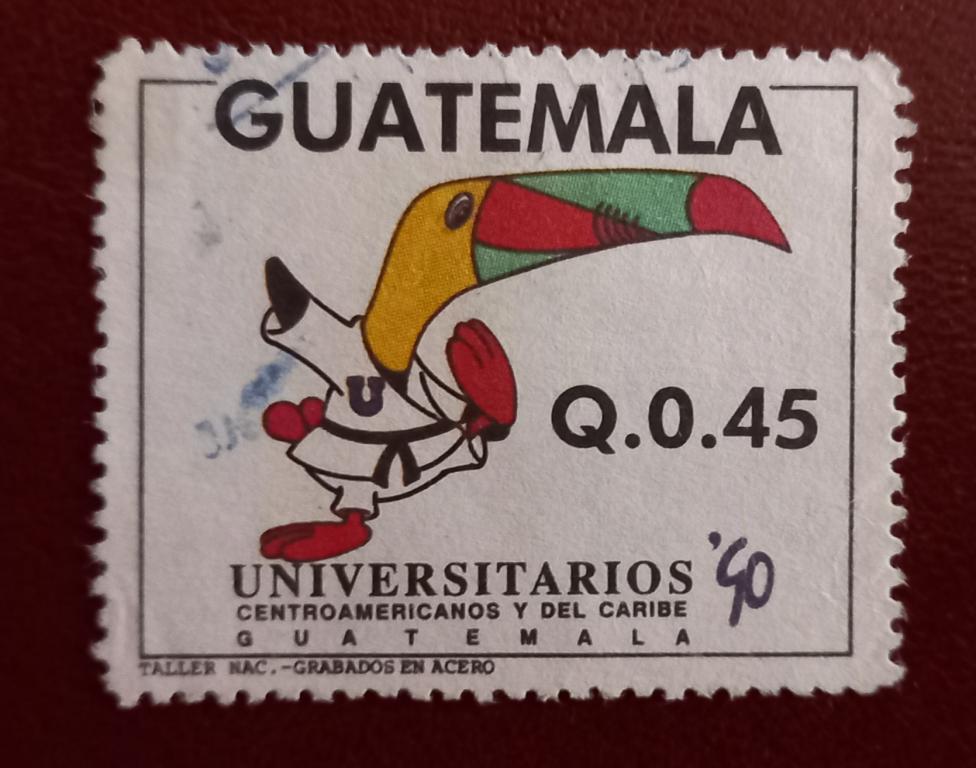 GUATEMALA
U
Q.0.45
UNIVERSITARIOS '90
CENTROAMERICANOS Y DEL CARIBE
GUATEMALA
TALLER NAC.-GRABADOS EN ACERO